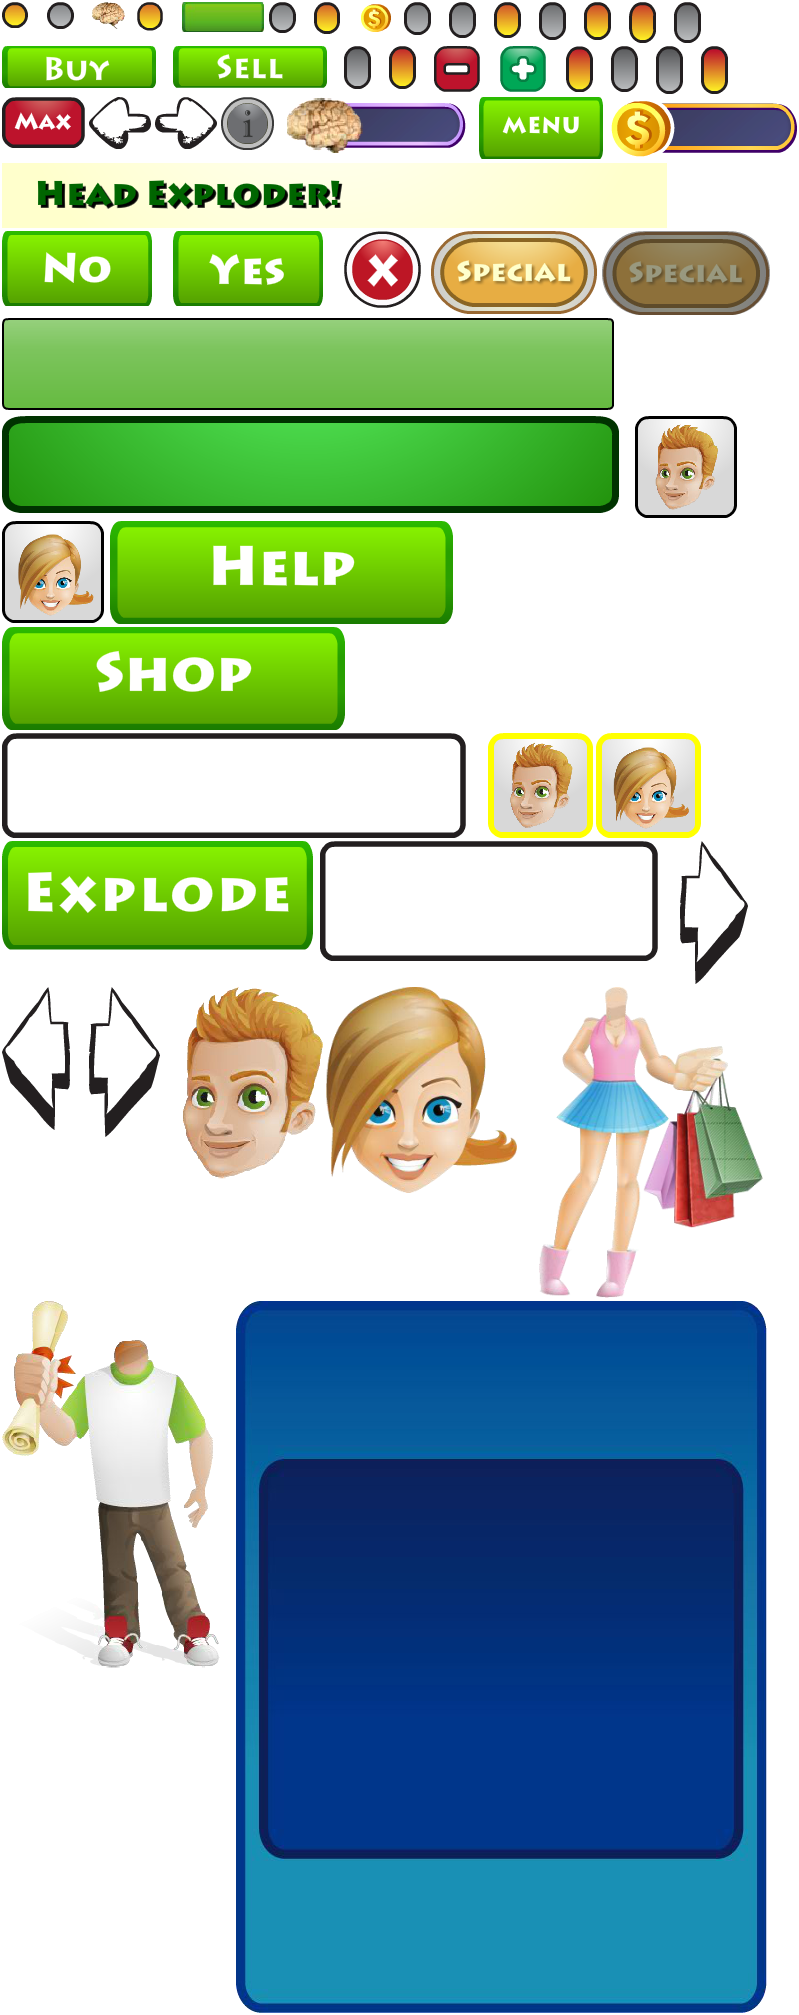 $
BUY
SELL
MAX
i
MENU
$
HEAD EXPLODER!
NO
YES
SPECIAL
SPECIAL
HELP
SHOP
EXPLODE